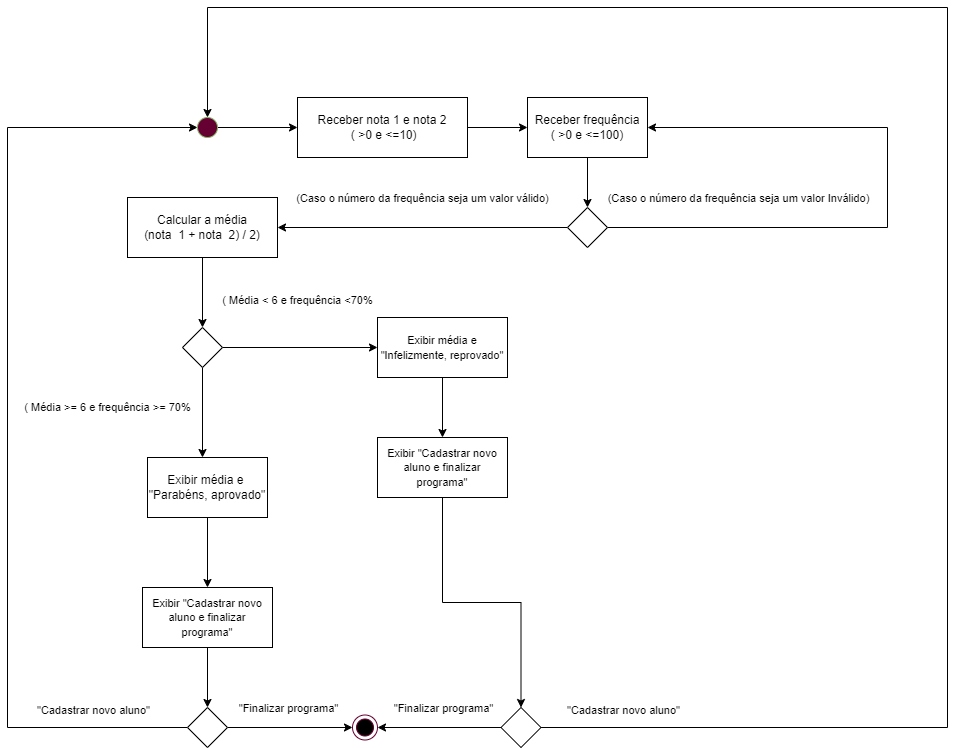 Receber nota 1 e nota 2
( >0 e <=10)
Receber frequência
( >0 e <=100)
(Caso o número da frequência seja um valor válido)
(Caso o número da frequência seja um valor Inválido)
Calcular a média
(nota 1 + nota 2) / 2)
( Média < 6 e frequência <70%
Exibir média e
"Infelizmente, reprovado"
( Média >= 6 e frequência >= 70%
Exibir "Cadastrar novo
aluno e finalizar
programa"
Exibir média e
"Parabéns, aprovado"
Exibir "Cadastrar novo
aluno e finalizar
programa"
"Cadastrar novo aluno"
"Finalizar programa"
"Finalizar programa"
"Cadastrar novo aluno"